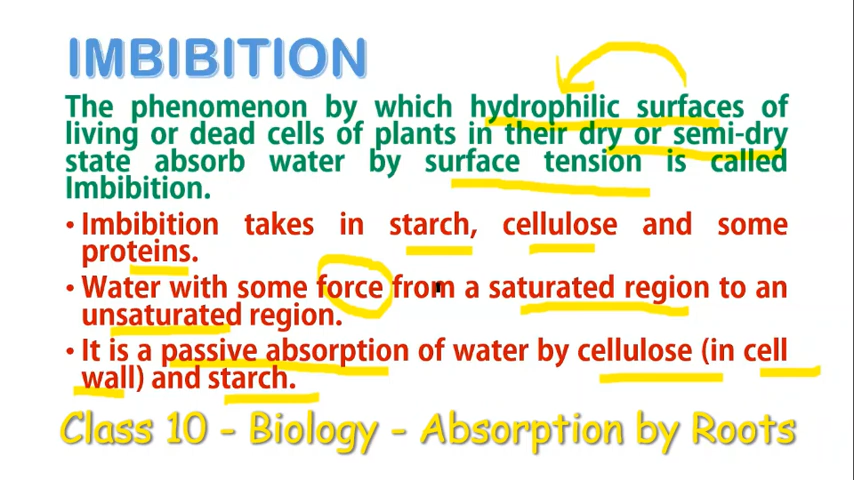 IMBIBITION
The phenomenon by which hydrophilic surfaces of
living or dead cells of plants in their dry or semi-dry
state absorb water by surface tension is called
Imbibition.
• Imbibition takes in starch, cellulose and some
proteins.
• Water with some force from a saturated region to an
unsaturated region.
• It is a passive absorption of water by cellulose (in cell
wall) and starch.
Class 10 - Biology - Absorption by Roots